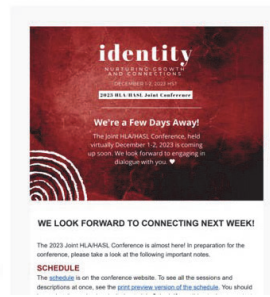 identity
NURTURING GROWTH
AND CONNECTIONS
DECEMBER 1-2, 2023 HST
2023 HLA/HASL Joint Conference
We're a Few Days Away!
The Joint HLA/HASL Conference, held
virtually December 1-2, 2023 is coming
up soon. We look forward to engaging in
dialogue with you. ♥
WE LOOK FORWARD TO CONNECTING NEXT WEEK!
The 2023 Joint HLA/HASL Conference is almost here! In preparation for the
conference, please take a look at the following important notes.
SCHEDULE
The schedule is on the conference website. To see all the sessions and
descriptions at once, see the print preview version of the schedule. You should